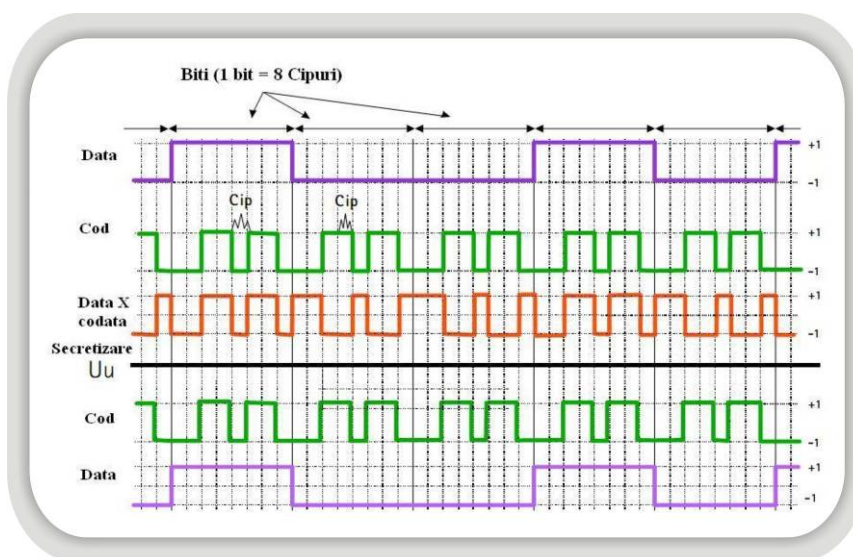 Biti (1 bit = 8 Cipuri)
Data
+1
-1
Cip
Cip
Cod
+1
-1
Data X
codata
+1
-1
Secretizare
Uu
Cod
+1
-1
Data
+1
-1